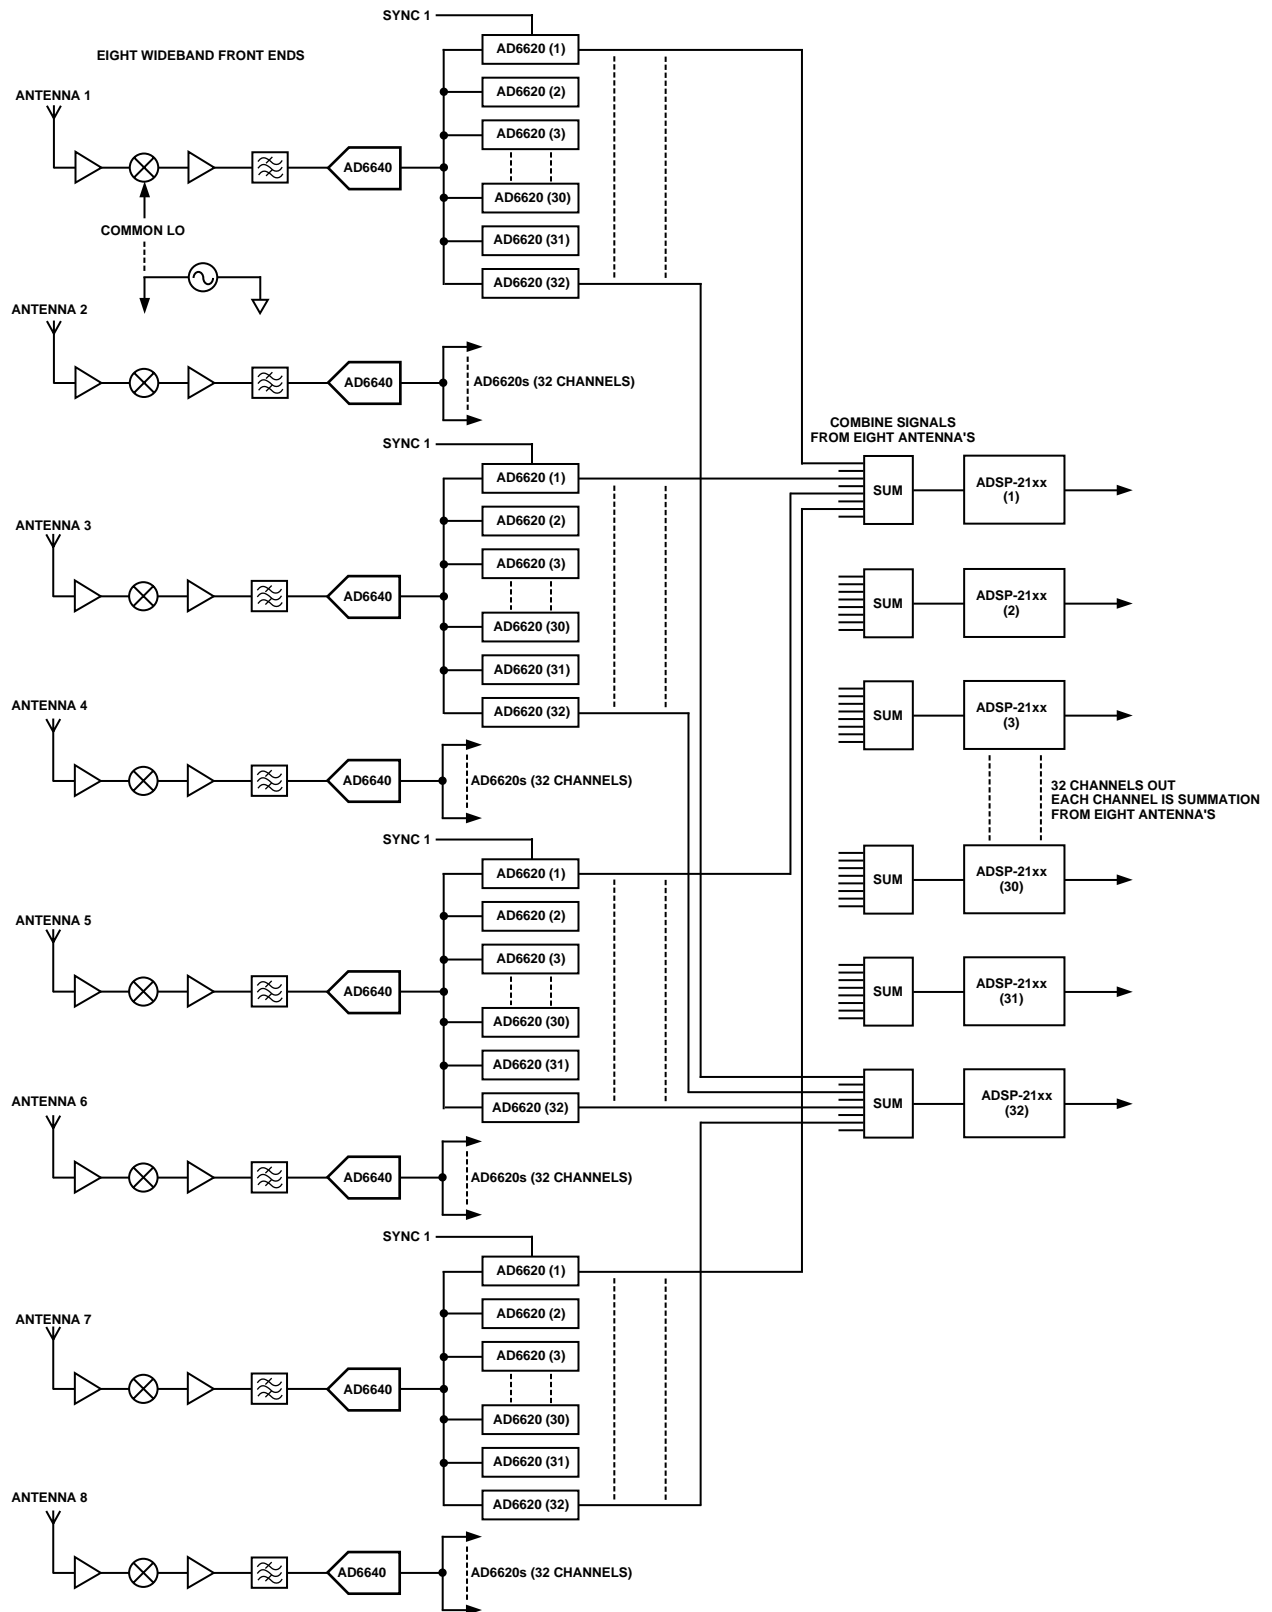 SYNC 1
EIGHT WIDEBAND FRONT ENDS
AD6620 (1)
AD6620 (2)
ANTENNA 1
AD6620 (3)
AD6640
AD6620 (30)
COMMON LO
AD6620 (31)
AD6620 (32)
ANTENNA 2
AD6640
AD6620s (32 CHANNELS)
COMBINE SIGNALS
FROM EIGHT ANTENNA'S
SYNC 1
AD6620 (1)
SUM
ADSP-21xx
(1)
AD6620 (2)
ANTENNA 3
AD6620 (3)
AD6640
SUM
ADSP-21xx
(2)
AD6620 (30)
AD6620 (31)
ANTENNA 4
AD6620 (32)
SUM
ADSP-21xx
(3)
AD6640
AD6620s (32 CHANNELS)
32 CHANNELS OUT
EACH CHANNEL IS SUMMATION
FROM EIGHT ANTENNA'S
SYNC 1
AD6620 (1)
SUM
ADSP-21xx
(30)
ANTENNA 5
AD6620 (2)
AD6620 (3)
AD6640
SUM
ADSP-21xx
(31)
AD6620 (30)
AD6620 (31)
ANTENNA 6
AD6620 (32)
SUM
ADSP-21xx
(32)
AD6640
AD6620s (32 CHANNELS)
SYNC 1
AD6620 (1)
ANTENNA 7
AD6620 (2)
AD6620 (3)
AD6640
AD6620 (30)
AD6620 (31)
ANTENNA 8
AD6620 (32)
AD6640
AD6620s (32 CHANNELS)